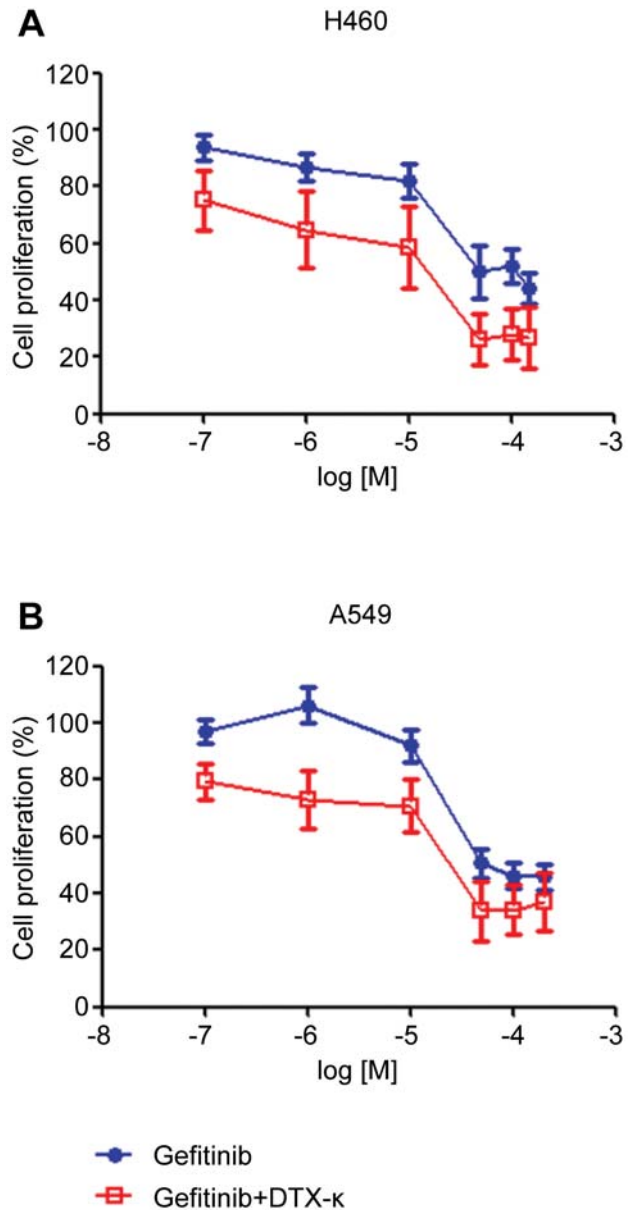 A
H460
120
100
80
60
40
20
0
Cell proliferation (%)
-8 -7 -6 -5 -4 -3
log [M]
B
A549
120
100
80
60
40
20
0
Cell proliferation (%)
-8 -7 -6 -5 -4 -3
log [M]
Gefitinib
Gefitinib+DTX-κ